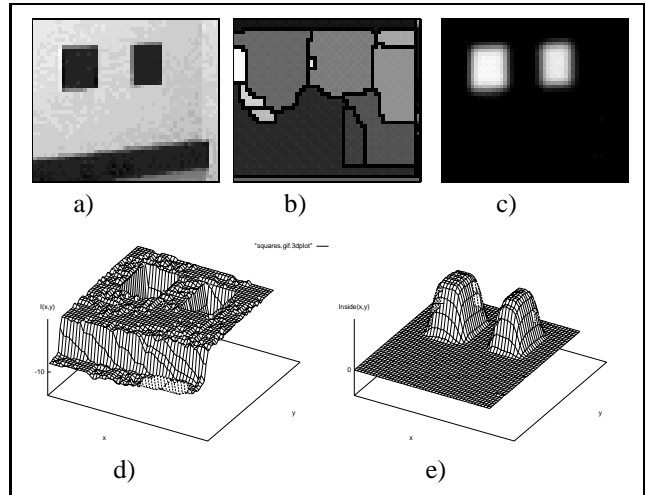 a)
b)
c)
"squares.gif.3dplot"
I(x,y)
-10
x
y
Inside(x,y)
0
x
y
d)
e)